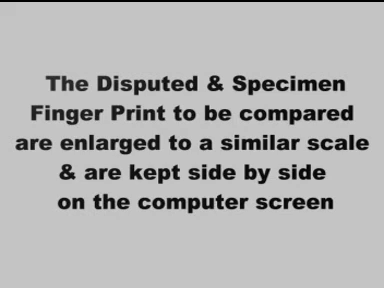 The Disputed & Specimen
Finger Print to be compared
are enlarged to a similar scale
& are kept side by side
on the computer screen